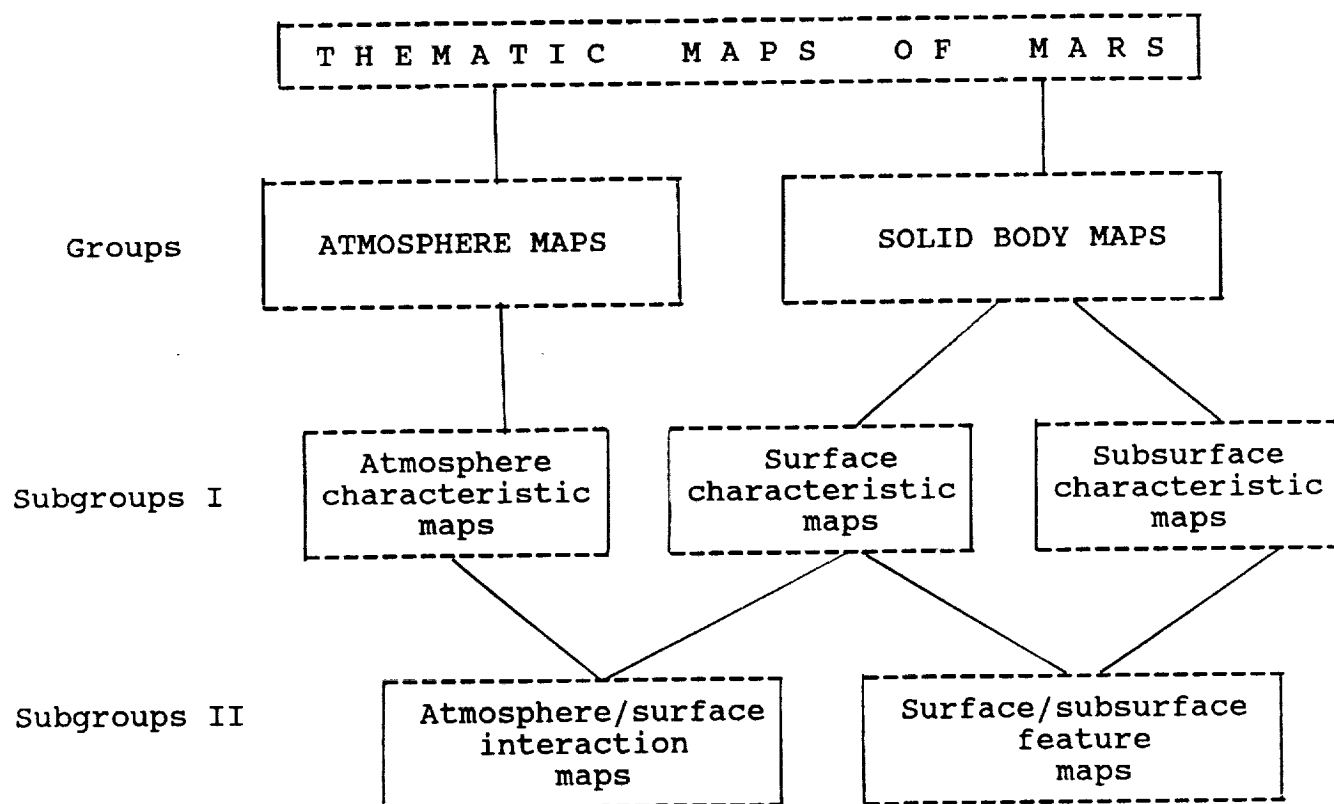 THEMATIC MAPS OF MARS
Groups
ATMOSPHERE MAPS
SOLID BODY MAPS
Subgroups I
Atmosphere
characteristic
maps
Surface
characteristic
maps
Subsurface
characteristic
maps
Subgroups II
Atmosphere/surface
interaction
maps
Surface/subsurface
feature
maps